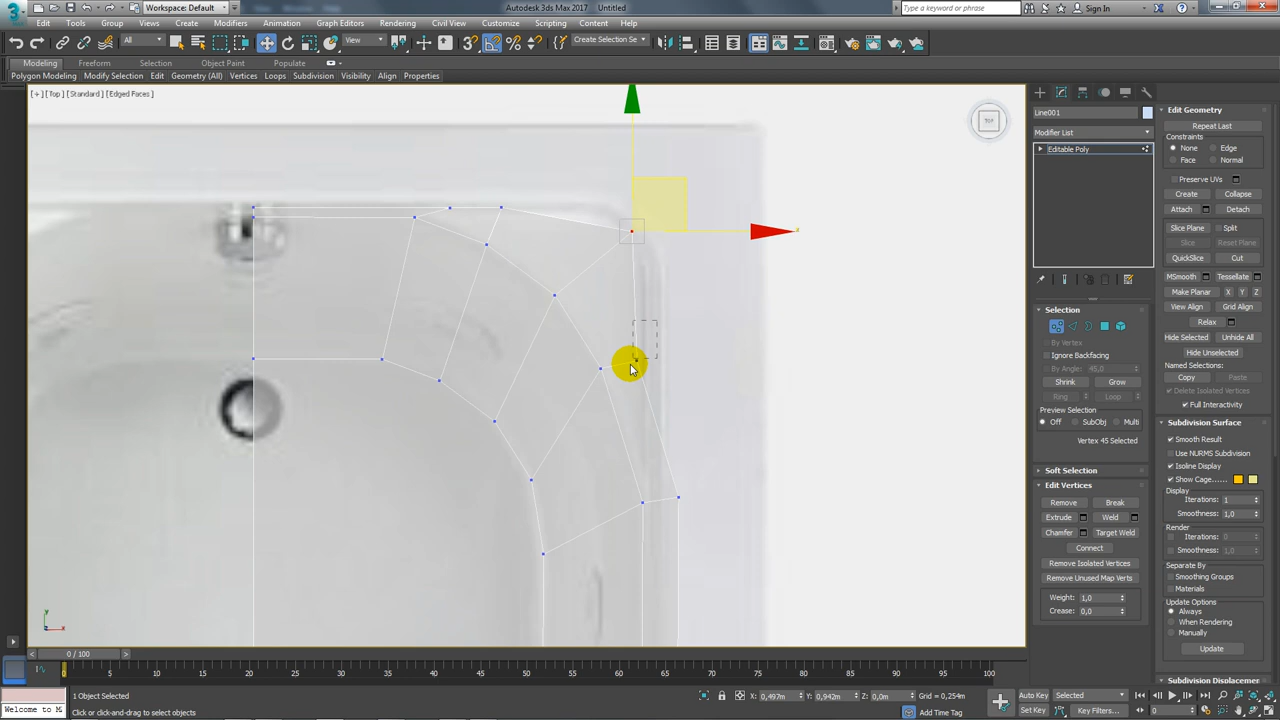 Workspace: Default
Autodesk 3ds Max 2017 Untitled
Type a keyword or phrase
Sign In
Edit Tools Group Views Create Modifiers Animation Graph Editors Rendering Civil View Customize Scripting Content Help
All View Create Selection Se
Modeling Freeform Selection Object Paint Populate
Polygon Modeling Modify Selection Edit Geometry (All) Vertices Loops Subdivision Visibility Align Properties
[+] [Top] [Standard] [Edged Faces]
TOP
Line001
Modifier List
Editable Poly
Edit Geometry
Repeat Last
Constraints
None Edge
Face Normal
Preserve UVs
Create Collapse
Attach Detach
Slice Plane Split
Slice Reset Plane
QuickSlice Cut
MSmooth Tessellate
Make Planar X Y Z
View Align Grid Align
Relax
Hide Selected Unhide All
Hide Unselected
Named Selections:
Copy Paste
Delete Isolated Vertices
Full Interactivity
Selection
By Vertex
Ignore Backfacing
By Angle: 45,0
Shrink Grow
Ring Loop
Preview Selection
Off SubObj Multi
Vertex 45 Selected
Soft Selection
Edit Vertices
Remove Break
Extrude Weld
Chamfer Target Weld
Connect
Remove Isolated Vertices
Remove Unused Map Verts
Weight: 1,0
Crease: 0,0
Subdivision Surface
Smooth Result
Use NURMS Subdivision
Isoline Display
Show Cage......
Display
Iterations: 1
Smoothness: 1,0
Render
Iterations: 0
Smoothness: 1,0
Separate By
Smoothing Groups
Materials
Update Options
Always
When Rendering
Manually
Update
Subdivision Displacemen
0 / 100
0 5 10 15 20 25 30 35 40 45 50 55 60 65 70 75 80 85 90 95 100
Welcome to M
1 Object Selected
Click or click-and-drag to select objects
X: 0,497m Y: 0,942m Z: 0,0m Grid = 0,254m
Add Time Tag
Auto Key Selected
Set Key Key Filters...
0